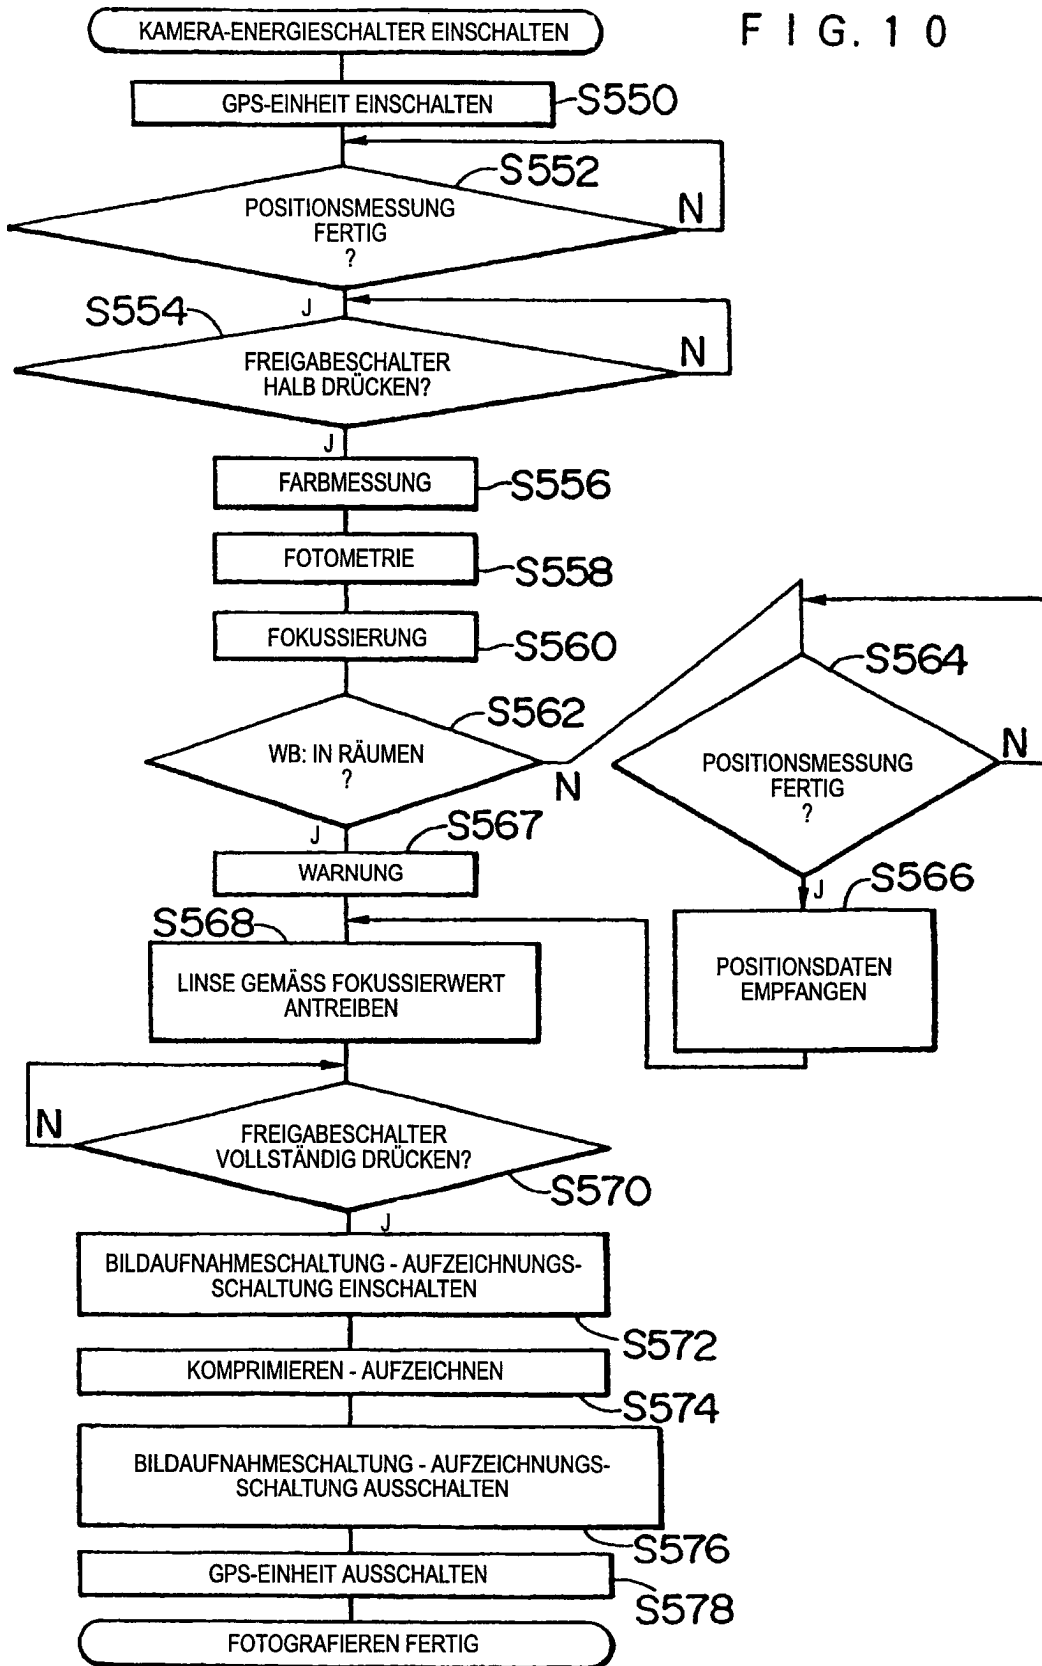 FIG. 10
KAMERA-ENERGIESCHALTER EINSCHALTEN
GPS-EINHEIT EINSCHALTEN
S550
S552
POSITIONSMESSUNG
FERTIG
?
N
J
S554
FREIGABESCHALTER
HALB DRÜCKEN?
N
J
FARBMESSUNG
S556
FOTOMETRIE
S558
FOKUSSIERUNG
S560
S562
WB: IN RÄUMEN
?
N
J
S564
POSITIONSMESSUNG
FERTIG
?
N
J
S566
POSITIONSDATEN
EMPFANGEN
S567
WARNUNG
S568
LINSE GEMÄSS FOKUSSIERWERT
ANTREIBEN
N
FREIGABESCHALTER
VOLLSTÄNDIG DRÜCKEN?
S570
J
BILDAUFNAHMESCHALTUNG - AUFZEICHNUNGS-
SCHALTUNG EINSCHALTEN
S572
KOMPRIMIEREN - AUFZEICHNEN
S574
BILDAUFNAHMESCHALTUNG - AUFZEICHNUNGS-
SCHALTUNG AUSSCHALTEN
S576
GPS-EINHEIT AUSSCHALTEN
S578
FOTOGRAFIEREN FERTIG